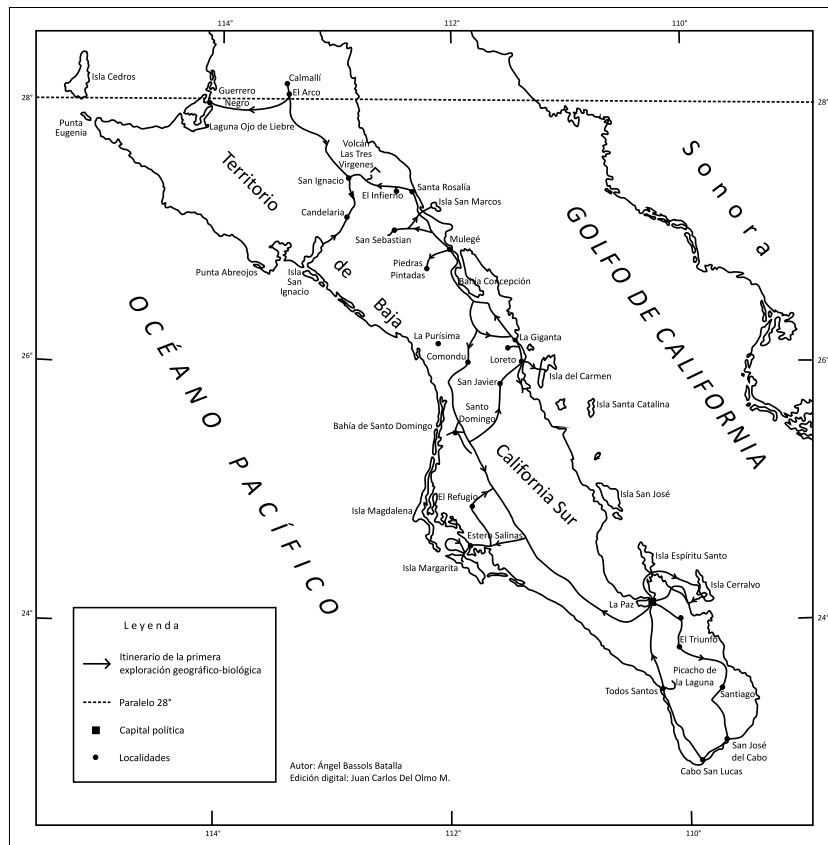 114°
112°
110°
Isla Cedros
Calmallí
28°
Guerrero
Negro
El Arco
28°
Punta
Eugenia
Laguna Ojo de Liebre
Sonora
Volcán
Las Tres
Vírgenes
Territorio
San Ignacio
El Infierno
Santa Rosalía
Isla San Marcos
Candelaria
San Sebastian
Mulegé
GOLFO DE CALIFORNIA
Punta Abreojos
Isla
San
Ignacio
de
Piedras
Pintadas
Bahía Concepción
Baja
OCÉANO PACÍFICO
La Purísima
La Giganta
26°
Comondu
Loreto
26°
San Javier
Isla del Carmen
Santo
Domingo
Isla Santa Catalina
Bahía de Santo Domingo
California Sur
El Refugio
Isla San José
Isla Magdalena
Estero Salinas
Isla Espíritu Santo
Isla Margarita
Isla Cerralvo
La Paz
24°
24°
El Triunfo
Picacho de
la Laguna
Todos Santos
Santiago
San José
del Cabo
Cabo San Lucas
Leyenda
Itinerario de la primera
exploración geográfico-biológica
Paralelo 28°
Capital política
Localidades
Autor: Ángel Bassols Batalla
Edición digital: Juan Carlos Del Olmo M.
114°
112°
110°